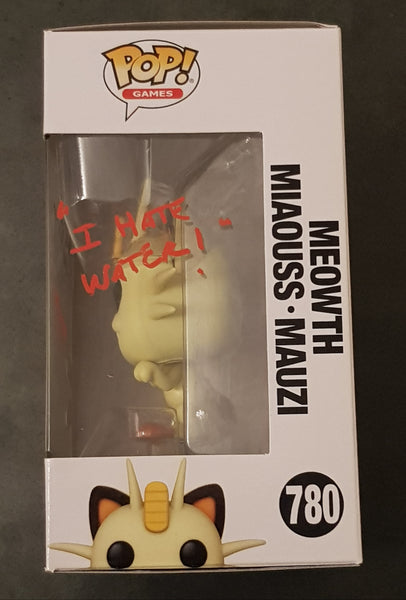 POP!
GAMES
"I HATE
WATER!"
MEOWTH
MIAOUSS • MAUZI
780